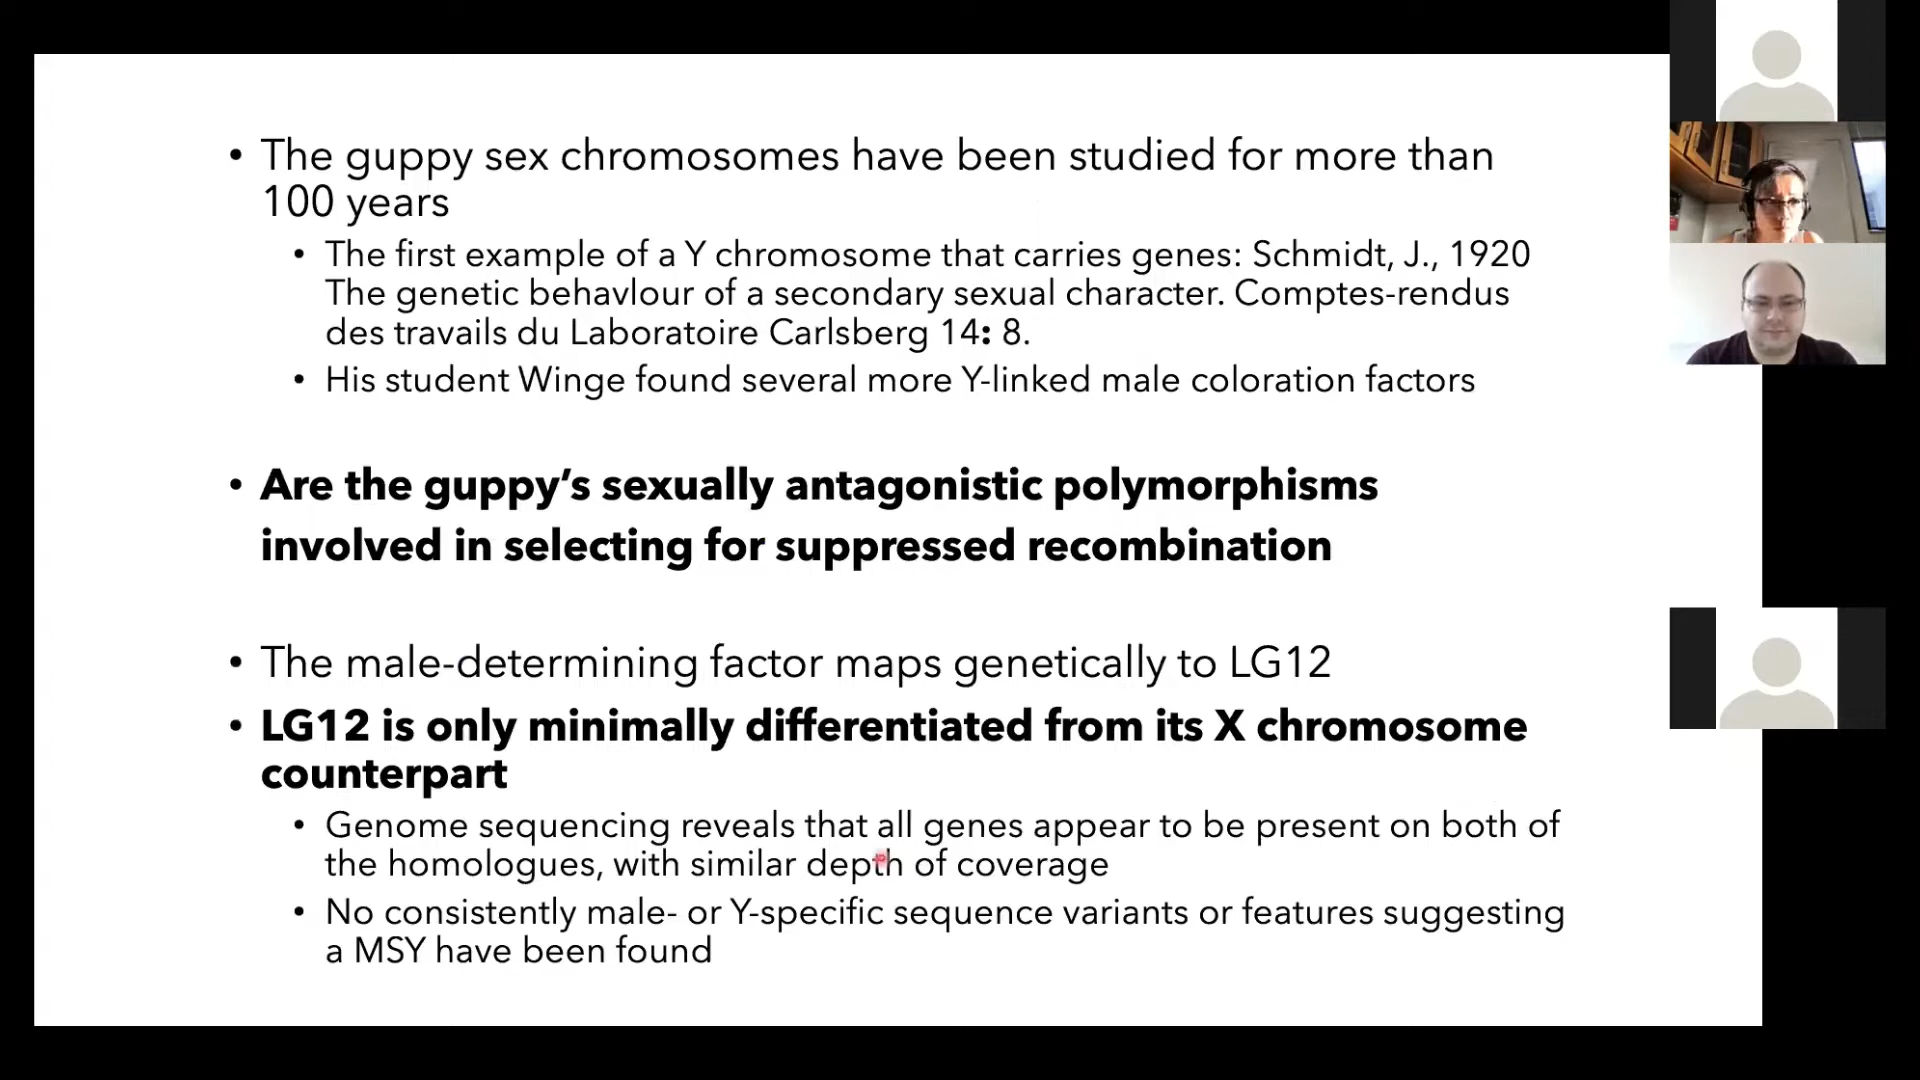 • The guppy sex chromosomes have been studied for more than
100 years
• The first example of a Y chromosome that carries genes: Schmidt, J., 1920
The genetic behavlour of a secondary sexual character. Comptes-rendus
des travails du Laboratoire Carlsberg 14: 8.
• His student Winge found several more Y-linked male coloration factors
• Are the guppy’s sexually antagonistic polymorphisms
involved in selecting for suppressed recombination
• The male-determining factor maps genetically to LG12
• LG12 is only minimally differentiated from its X chromosome
counterpart
• Genome sequencing reveals that all genes appear to be present on both of
the homologues, with similar depth of coverage
• No consistently male- or Y-specific sequence variants or features suggesting
a MSY have been found